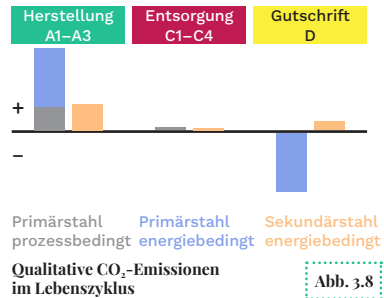 Herstellung
A1–A3
Entsorgung
C1–C4
Gutschrift
D
+
–
Primärstahl
prozessbedingt
Primärstahl
energiebedingt
Sekundärstahl
energiebedingt
Qualitative CO₂-Emissionen
im Lebenszyklus
Abb. 3.8